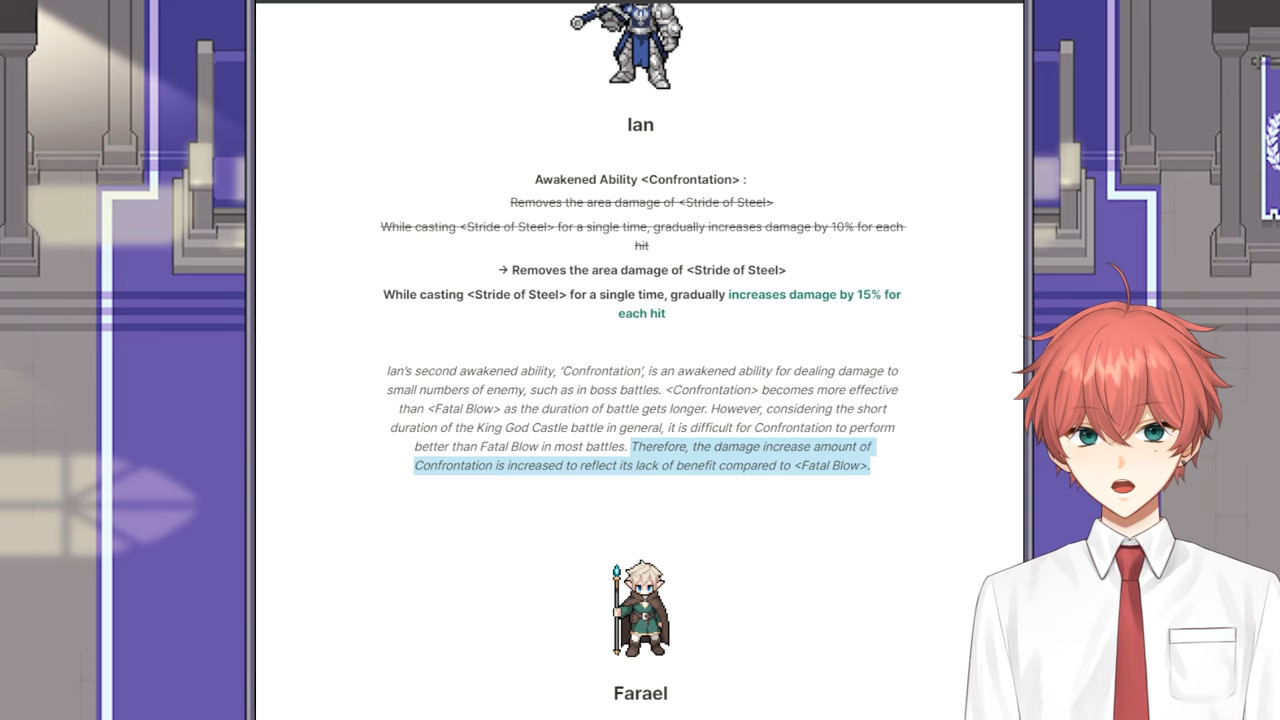 Ian
Awakened Ability <Confrontation> :
Removes the area damage of <Stride of Steel>
While casting <Stride of Steel> for a single time, gradually increases damage by 10% for each
hit
→ Removes the area damage of <Stride of Steel>
While casting <Stride of Steel> for a single time, gradually increases damage by 15% for
each hit
Ian's second awakened ability, 'Confrontation', is an awakened ability for dealing damage to
small numbers of enemy, such as in boss battles. <Confrontation> becomes more effective
than <Fatal Blow> as the duration of battle gets longer. However, considering the short
duration of the King God Castle battle in general, it is difficult for Confrontation to perform
better than Fatal Blow in most battles. Therefore, the damage increase amount of
Confrontation is increased to reflect its lack of benefit compared to <Fatal Blow>.
Farael